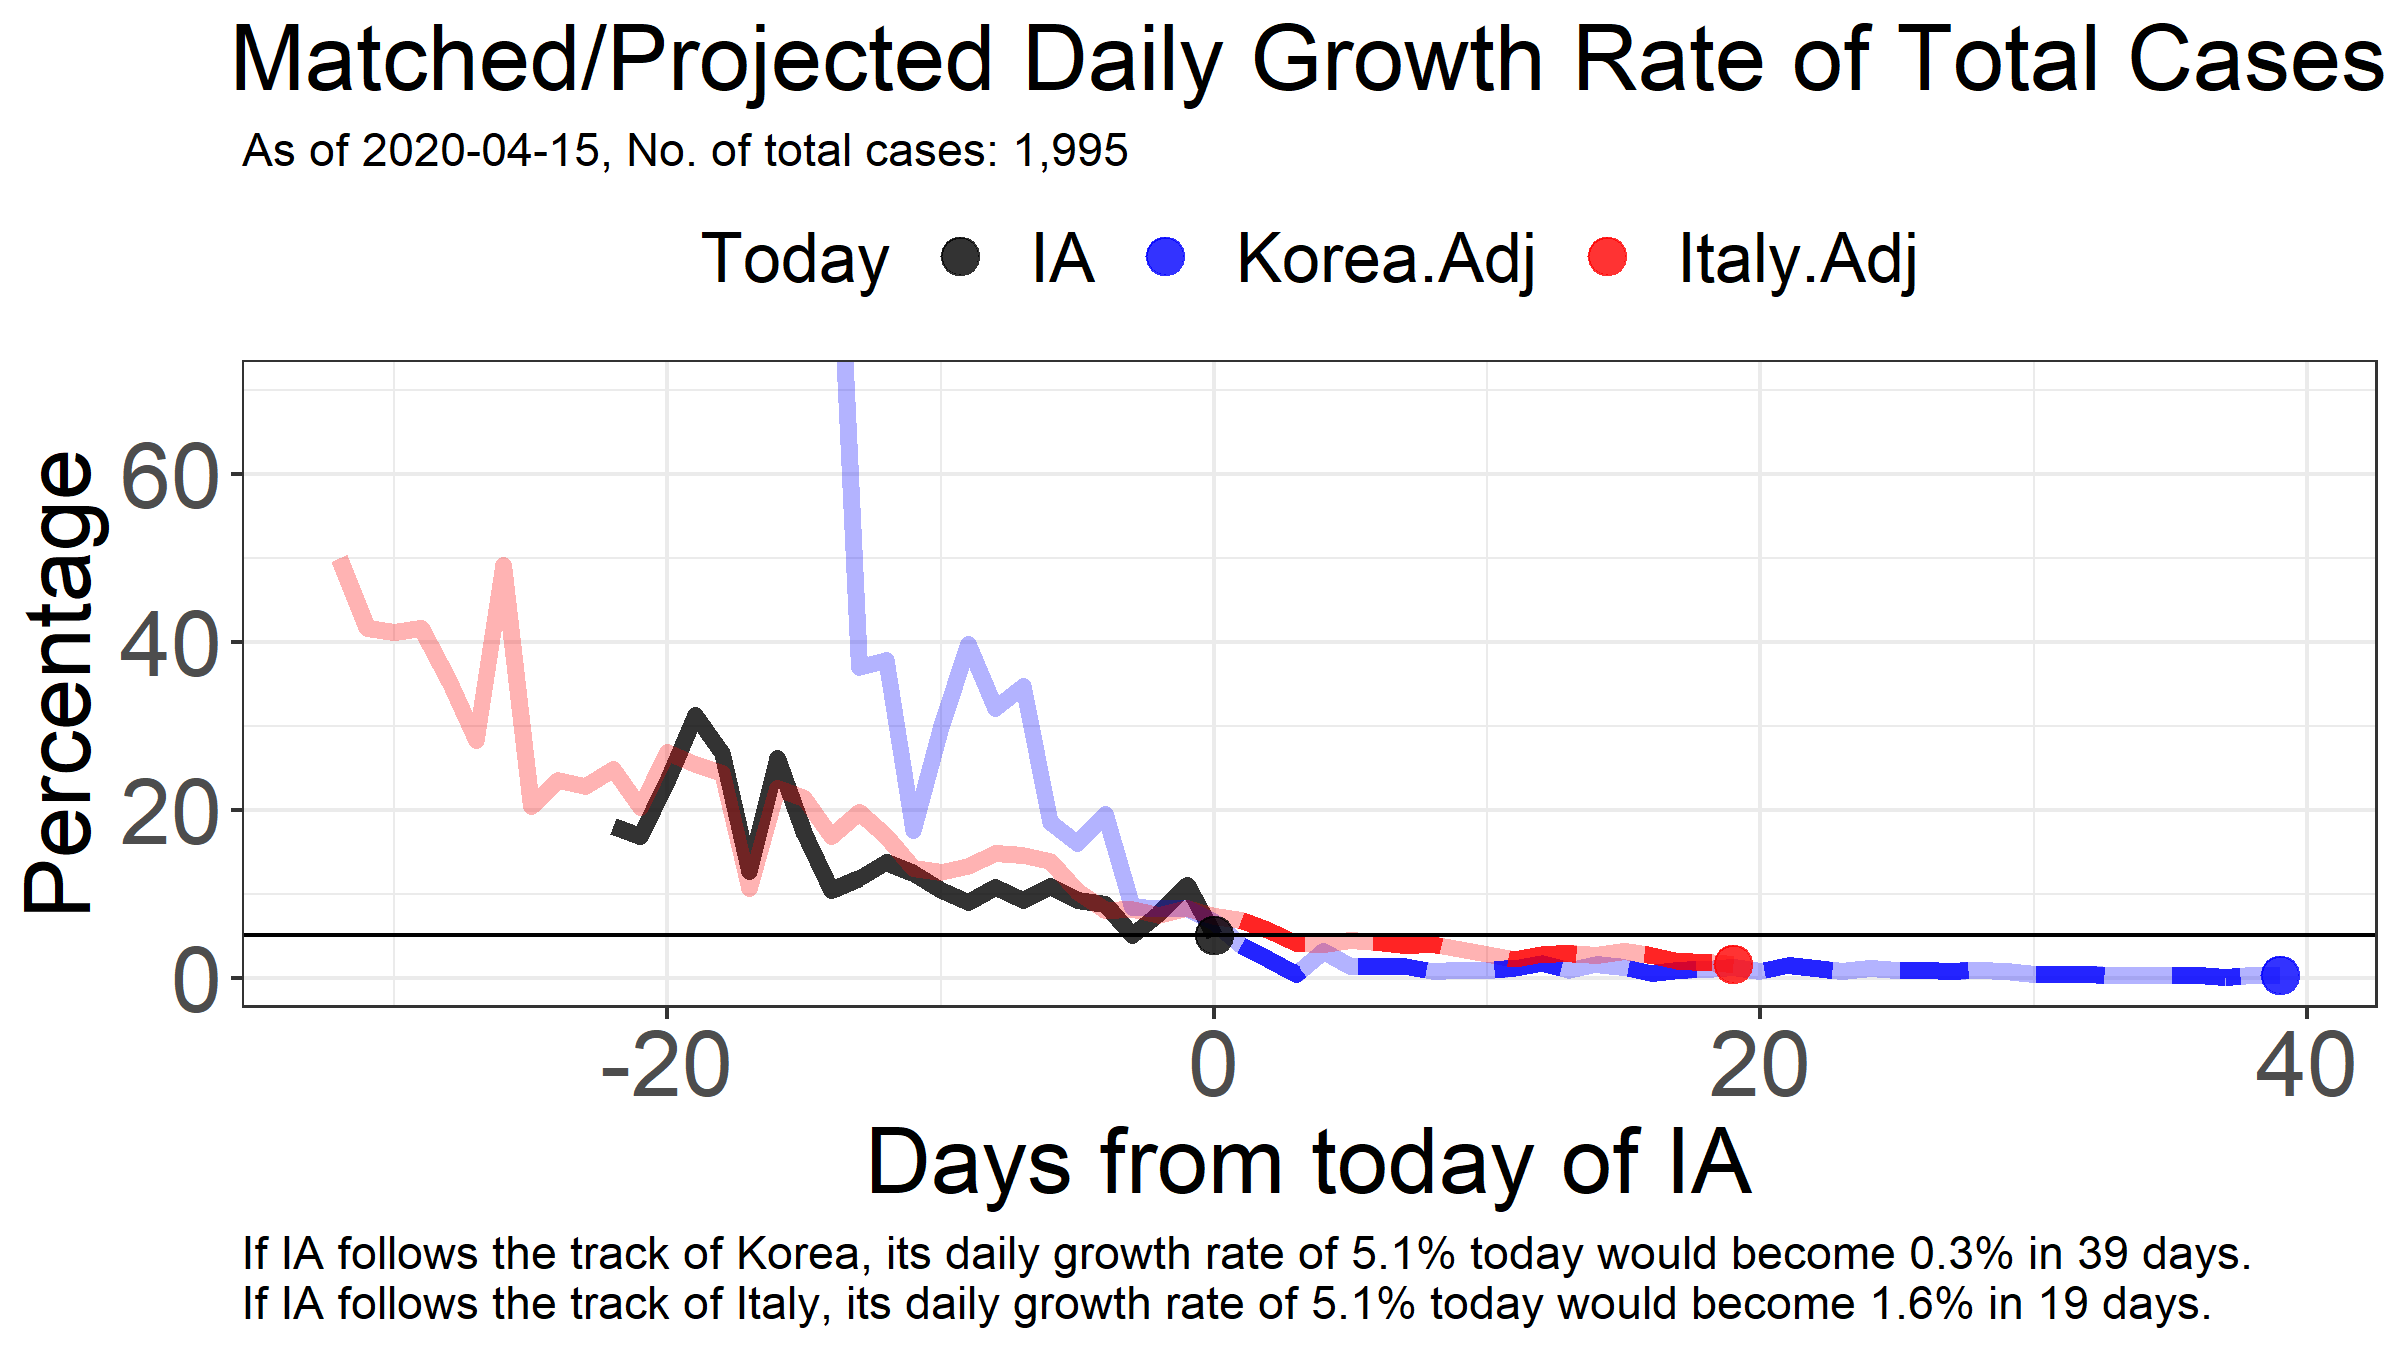 Matched/Projected Daily Growth Rate of Total Cases
As of 2020-04-15, No. of total cases: 1,995
Today IA Korea.Adj Italy.Adj
Percentage
60
40
20
0
-20 0 20 40
Days from today of IA
If IA follows the track of Korea, its daily growth rate of 5.1% today would become 0.3% in 39 days.
If IA follows the track of Italy, its daily growth rate of 5.1% today would become 1.6% in 19 days.